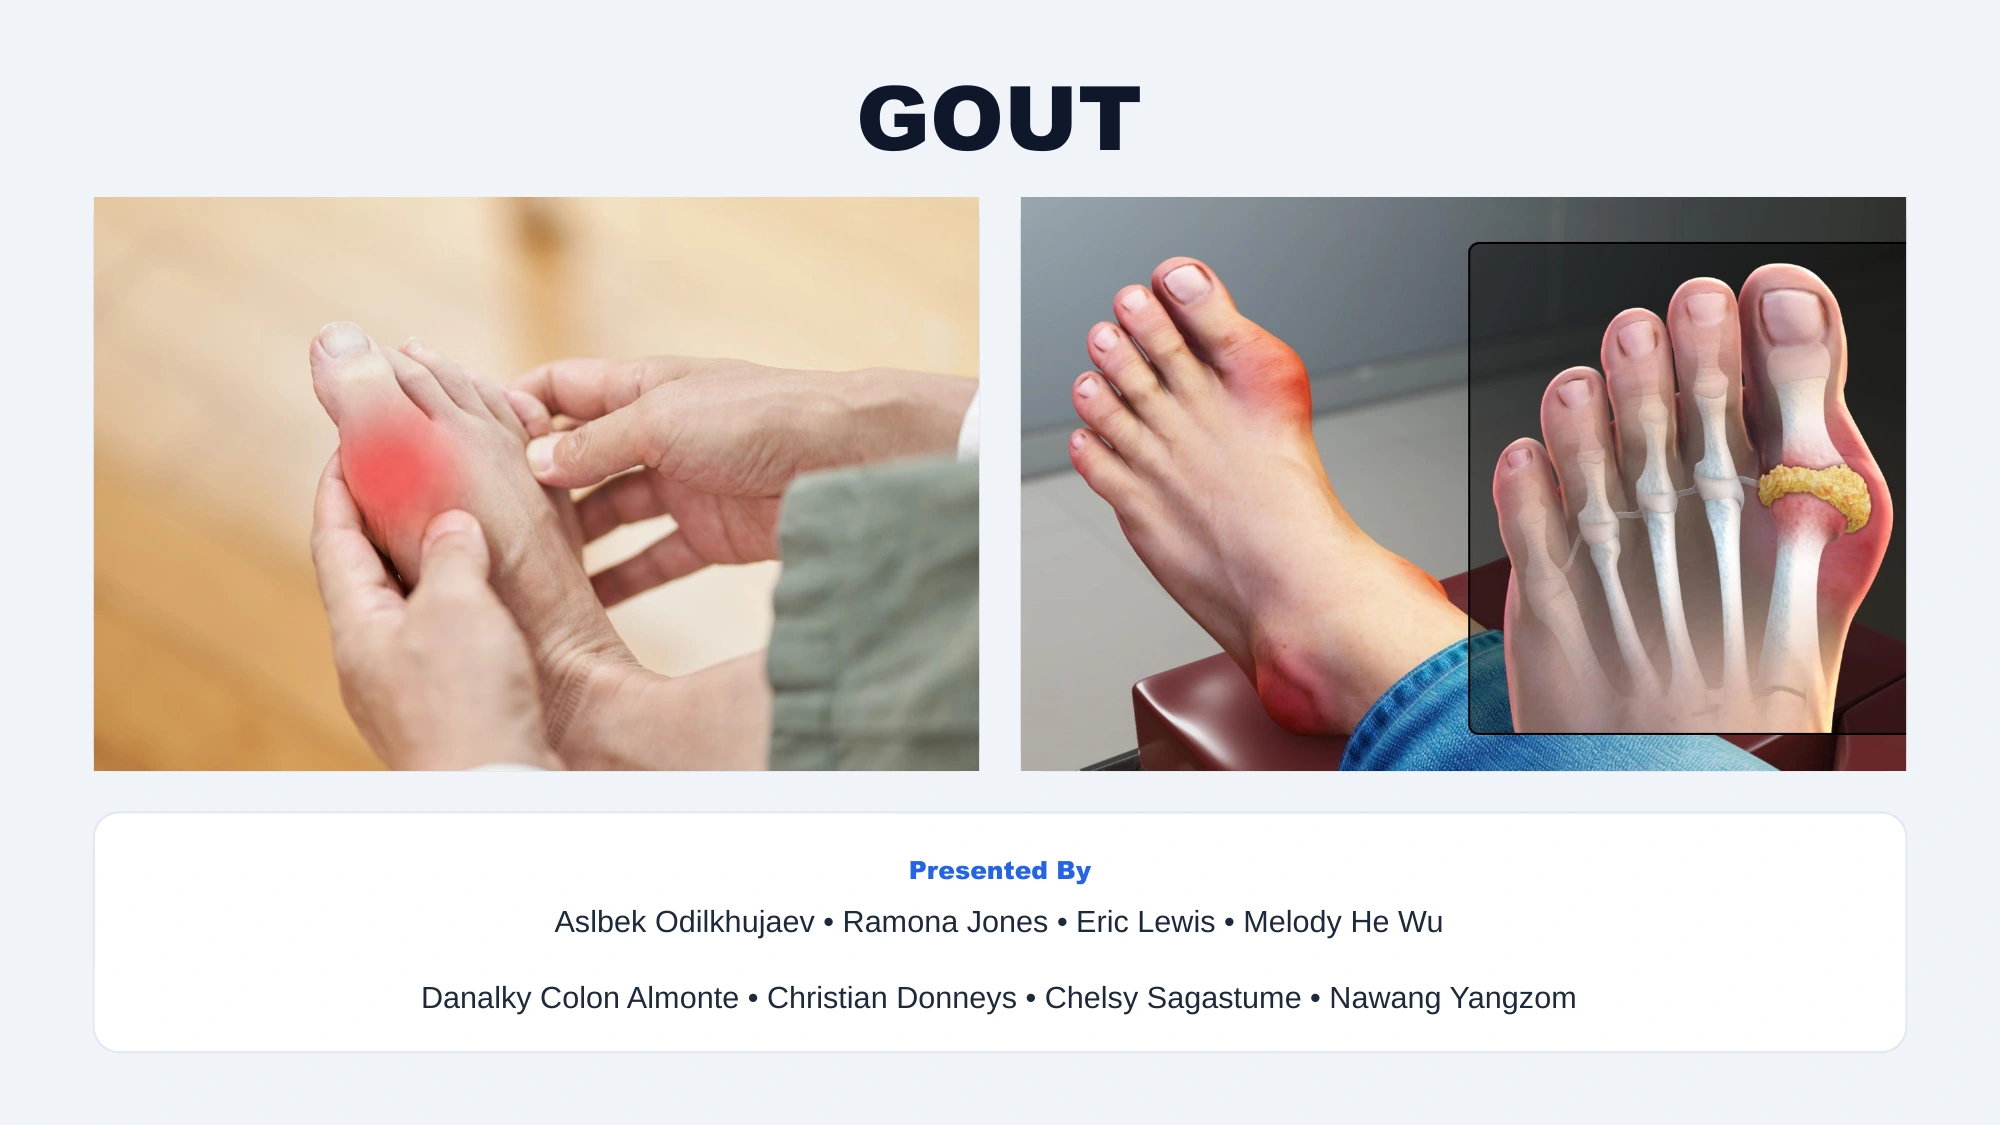 GOUT
Presented By
Aslbek Odilkhujaev • Ramona Jones • Eric Lewis • Melody He Wu
Danalky Colon Almonte • Christian Donneys • Chelsy Sagastume • Nawang Yangzom